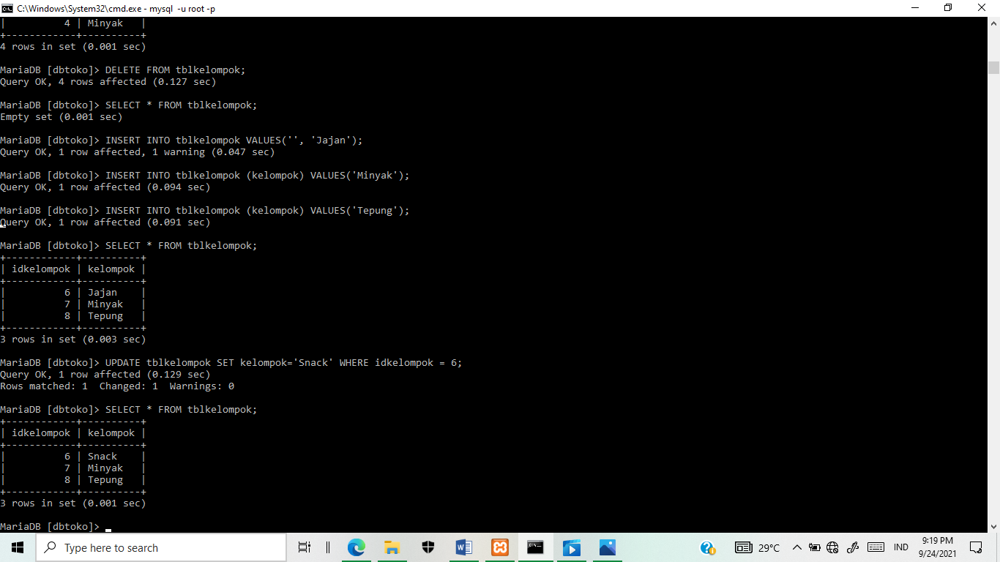 C:\Windows\System32\cmd.exe - mysql  -u root -p
|          4 | Minyak   |
+------------+----------+
4 rows in set (0.001 sec)
MariaDB [dbtoko]> DELETE FROM tblkelompok;
Query OK, 4 rows affected (0.127 sec)
MariaDB [dbtoko]> SELECT * FROM tblkelompok;
Empty set (0.001 sec)
MariaDB [dbtoko]> INSERT INTO tblkelompok VALUES('', 'Jajan');
Query OK, 1 row affected, 1 warning (0.047 sec)
MariaDB [dbtoko]> INSERT INTO tblkelompok (kelompok) VALUES('Minyak');
Query OK, 1 row affected (0.094 sec)
MariaDB [dbtoko]> INSERT INTO tblkelompok (kelompok) VALUES('Tepung');
Query OK, 1 row affected (0.091 sec)
MariaDB [dbtoko]> SELECT * FROM tblkelompok;
+------------+----------+
| idkelompok | kelompok |
+------------+----------+
|          6 | Jajan    |
|          7 | Minyak   |
|          8 | Tepung   |
+------------+----------+
3 rows in set (0.003 sec)
MariaDB [dbtoko]> UPDATE tblkelompok SET kelompok='Snack' WHERE idkelompok = 6;
Query OK, 1 row affected (0.129 sec)
Rows matched: 1  Changed: 1  Warnings: 0
MariaDB [dbtoko]> SELECT * FROM tblkelompok;
+------------+----------+
| idkelompok | kelompok |
+------------+----------+
|          6 | Snack    |
|          7 | Minyak   |
|          8 | Tepung   |
+------------+----------+
3 rows in set (0.001 sec)
MariaDB [dbtoko]>
Type here to search
29°C
IND
9:19 PM
9/24/2021